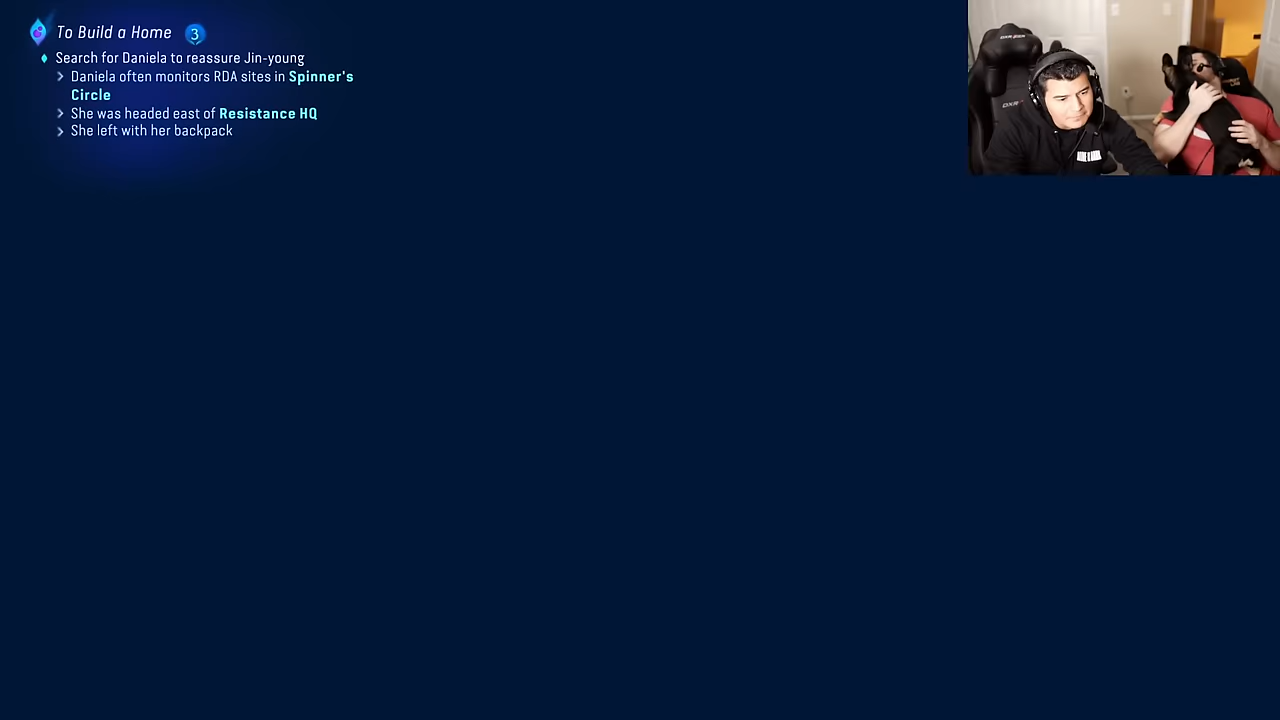 To Build a Home 3
Search for Daniela to reassure Jin-young
Daniela often monitors RDA sites in Spinner's
Circle
She was headed east of Resistance HQ
She left with her backpack